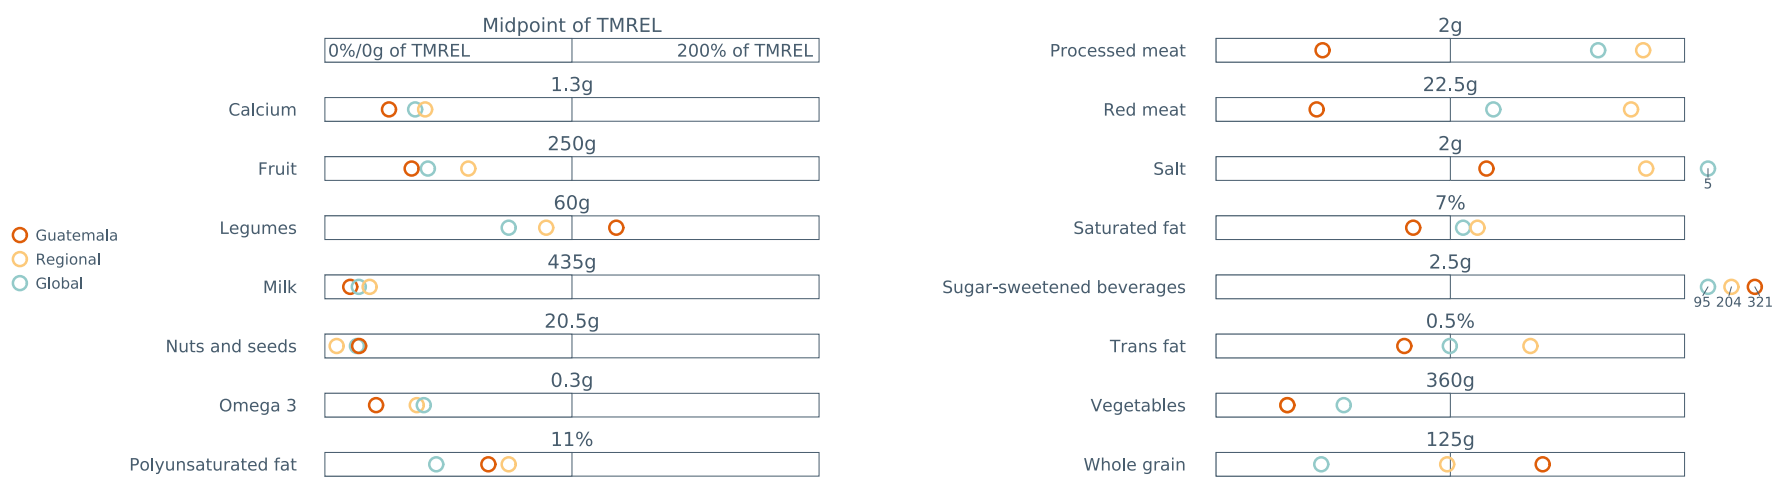 Midpoint of TMREL
0%/0g of TMREL 200% of TMREL
1.3g
Calcium
250g
Fruit
60g
Legumes
435g
Milk
20.5g
Nuts and seeds
0.3g
Omega 3
11%
Polyunsaturated fat
Guatemala
Regional
Global
2g
Processed meat
22.5g
Red meat
2g
Salt
5
7%
Saturated fat
2.5g
Sugar-sweetened beverages
95 204 321
0.5%
Trans fat
360g
Vegetables
125g
Whole grain